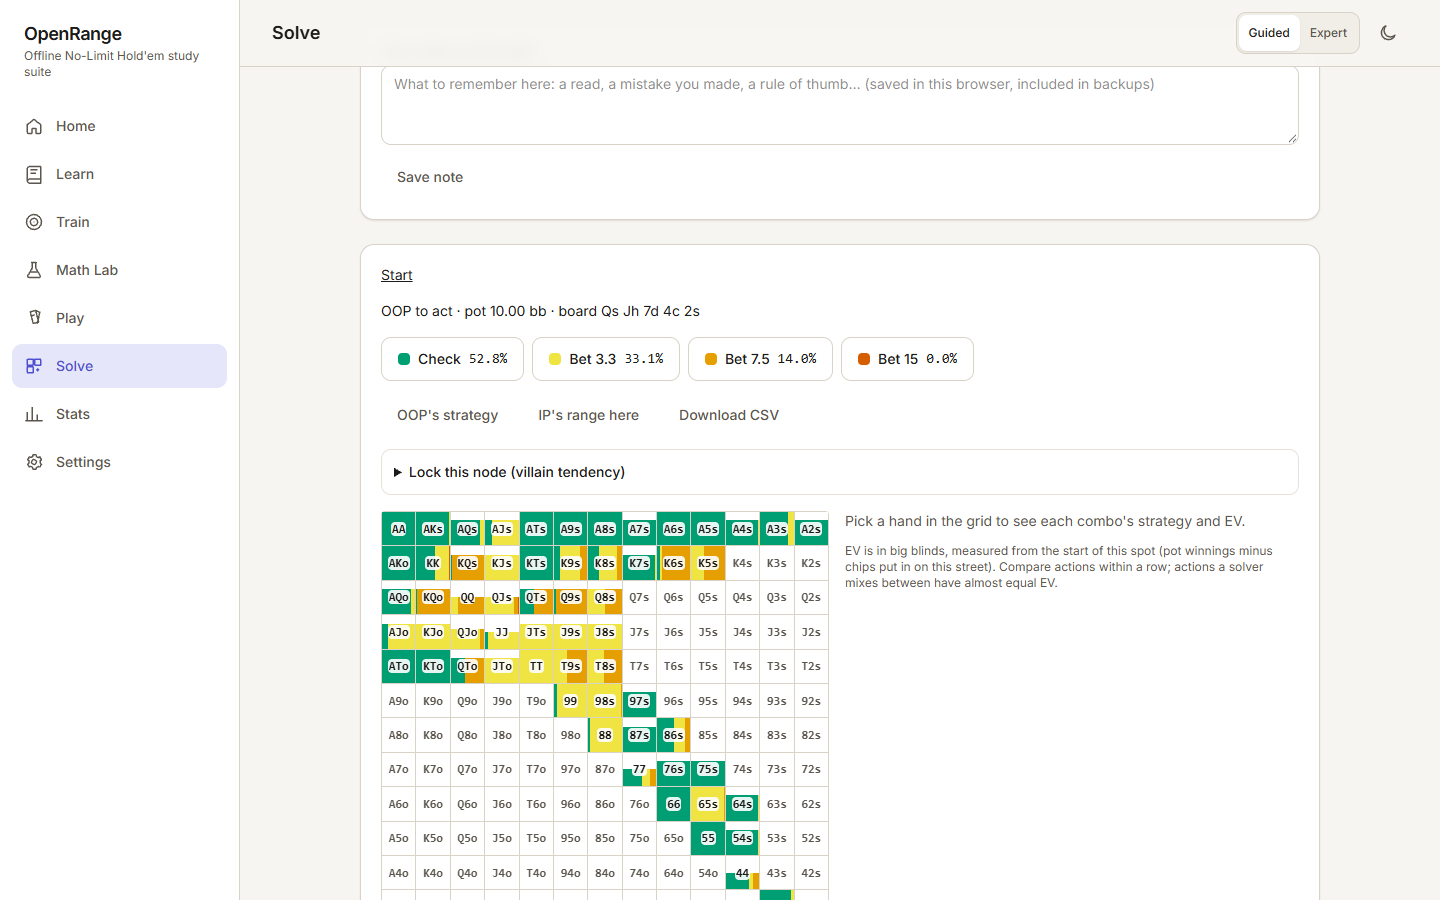 OpenRange
Offline No-Limit Hold'em study
suite
Home
Learn
Train
Math Lab
Play
Solve
Stats
Settings
Solve
Guided
Expert
What to remember here: a read, a mistake you made, a rule of thumb... (saved in this browser, included in backups)
Save note
Start
OOP to act · pot 10.00 bb · board Qs Jh 7d 4c 2s
Check 52.8%
Bet 3.3 33.1%
Bet 7.5 14.0%
Bet 15 0.0%
OOP's strategy
IP's range here
Download CSV
Lock this node (villain tendency)
AA AKs AQs AJs ATs A9s A8s A7s A6s A5s A4s A3s A2s
AKo KK KQs KJs KTs K9s K8s K7s K6s K5s K4s K3s K2s
AQo KQo QQ QJs QTs Q9s Q8s Q7s Q6s Q5s Q4s Q3s Q2s
AJo KJo QJo JJ JTs J9s J8s J7s J6s J5s J4s J3s J2s
ATo KTo QTo JTo TT T9s T8s T7s T6s T5s T4s T3s T2s
A9o K9o Q9o J9o T9o 99 98s 97s 96s 95s 94s 93s 92s
A8o K8o Q8o J8o T8o 98o 88 87s 86s 85s 84s 83s 82s
A7o K7o Q7o J7o T7o 97o 87o 77 76s 75s 74s 73s 72s
A6o K6o Q6o J6o T6o 96o 86o 76o 66 65s 64s 63s 62s
A5o K5o Q5o J5o T5o 95o 85o 75o 65o 55 54s 53s 52s
A4o K4o Q4o J4o T4o 94o 84o 74o 64o 54o 44 43s 42s
Pick a hand in the grid to see each combo's strategy and EV.
EV is in big blinds, measured from the start of this spot (pot winnings minus
chips put in on this street). Compare actions within a row; actions a solver
mixes between have almost equal EV.